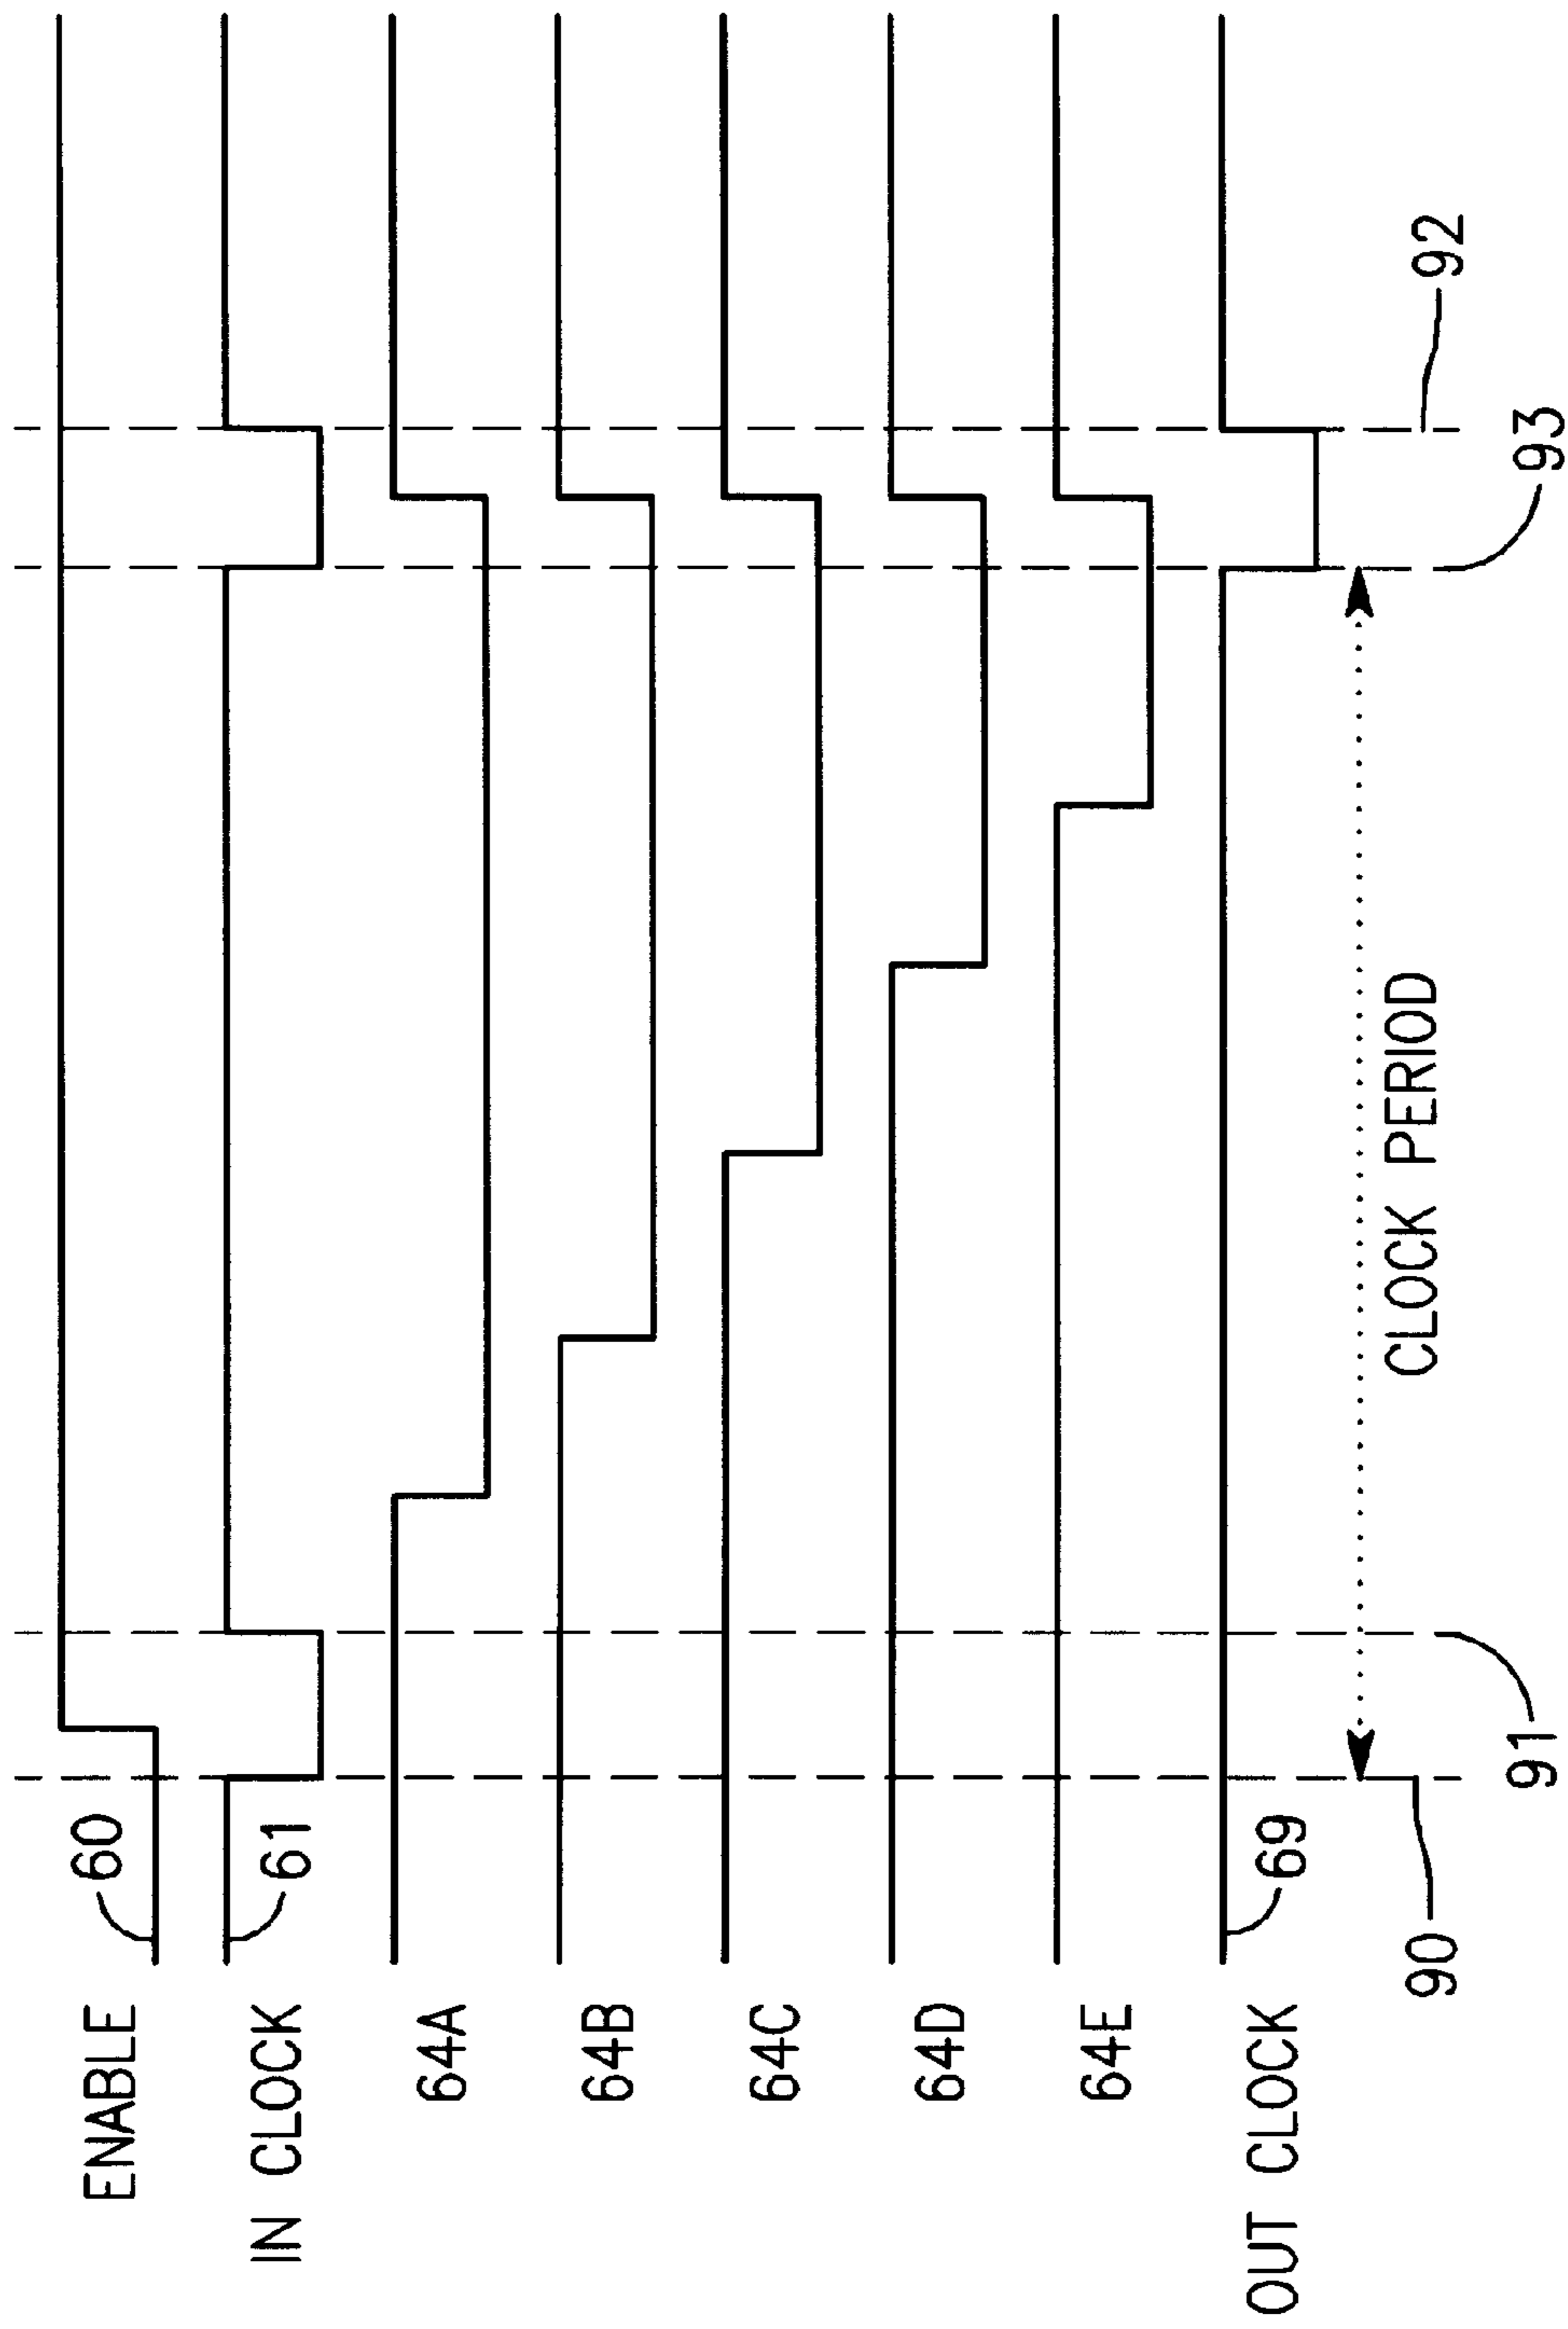 ENABLE
60
IN CLOCK
61
64A
64B
64C
64D
64E
OUT CLOCK
69
CLOCK PERIOD
90
91
93
92